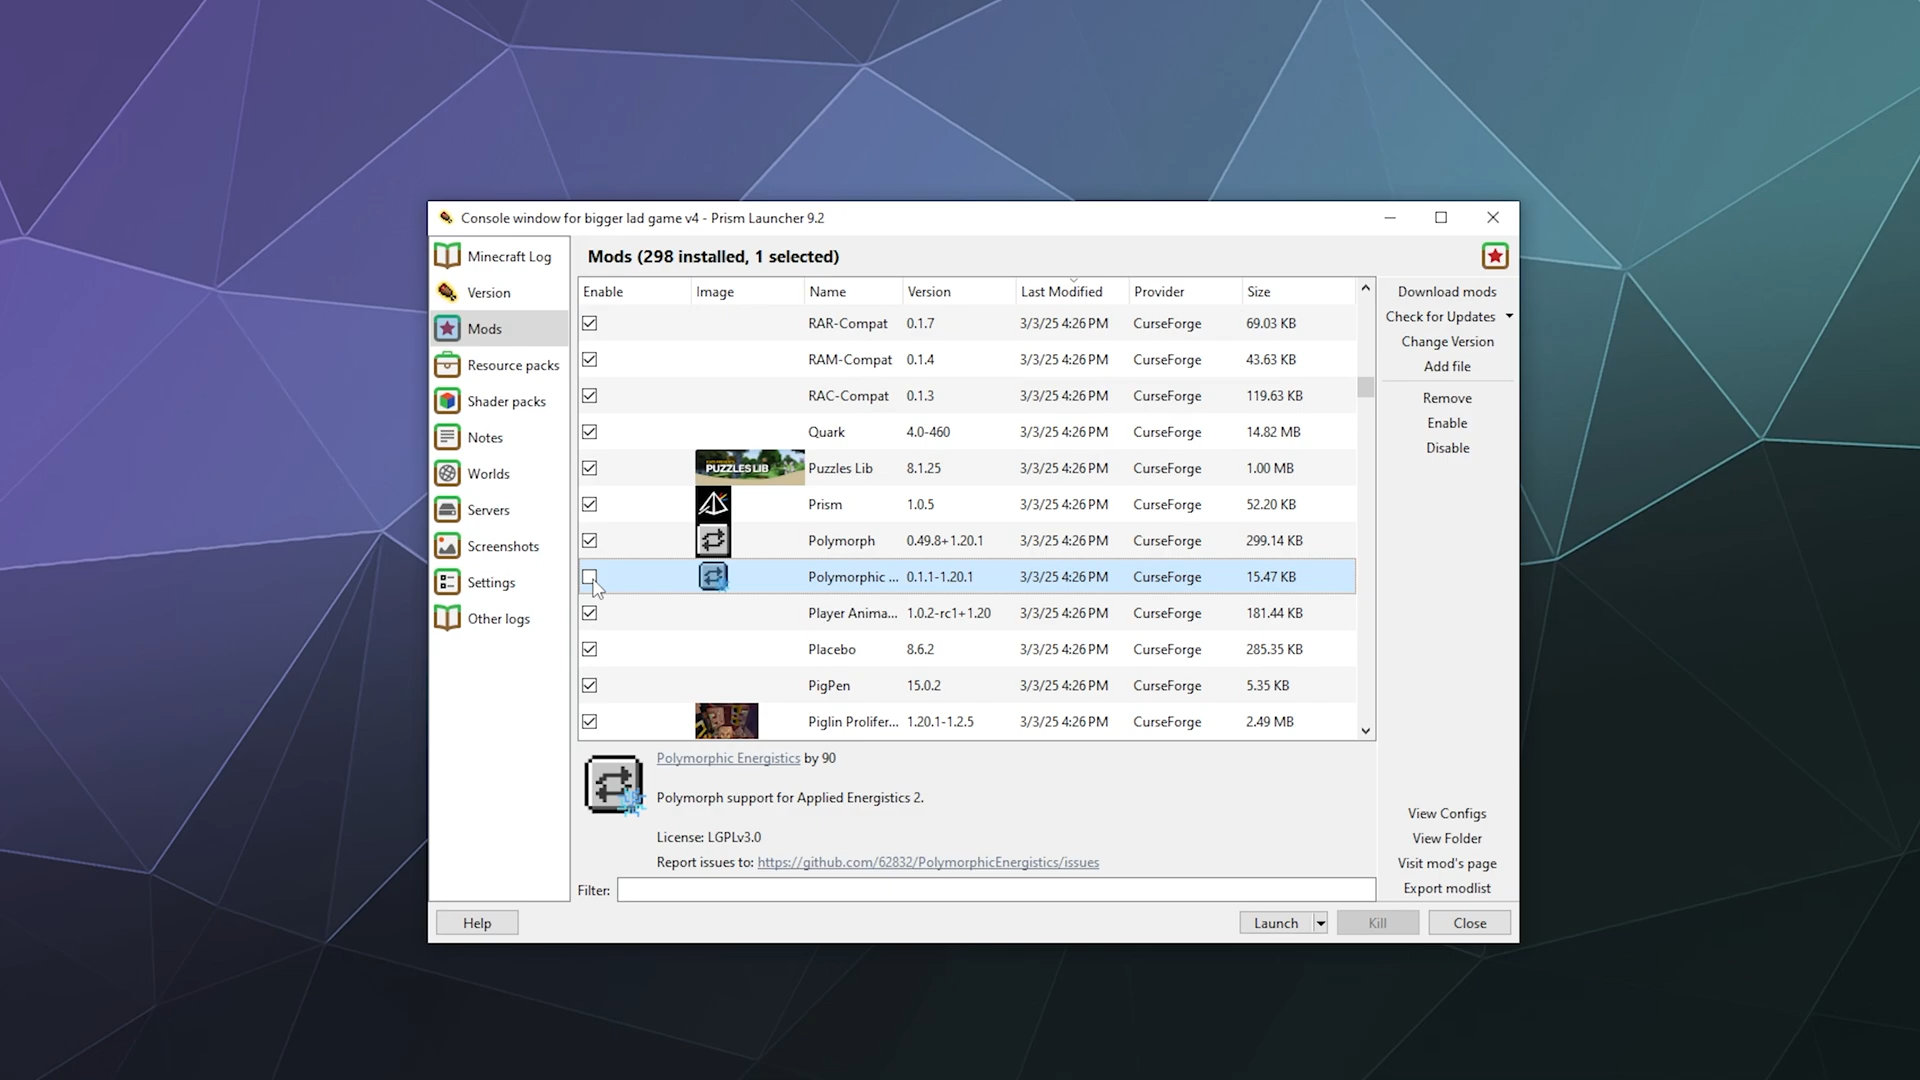 Console window for bigger lad game v4 - Prism Launcher 9.2
Minecraft Log
Version
Mods
Resource packs
Shader packs
Notes
Worlds
Servers
Screenshots
Settings
Other logs
Mods (298 installed, 1 selected)
Enable Image Name Version Last Modified Provider Size
RAR-Compat 0.1.7 3/3/25 4:26 PM CurseForge 69.03 KB
RAM-Compat 0.1.4 3/3/25 4:26 PM CurseForge 43.63 KB
RAC-Compat 0.1.3 3/3/25 4:26 PM CurseForge 119.63 KB
Quark 4.0-460 3/3/25 4:26 PM CurseForge 14.82 MB
PUZZLES LIB Puzzles Lib 8.1.25 3/3/25 4:26 PM CurseForge 1.00 MB
Prism 1.0.5 3/3/25 4:26 PM CurseForge 52.20 KB
Polymorph 0.49.8+1.20.1 3/3/25 4:26 PM CurseForge 299.14 KB
Polymorphic ... 0.1.1-1.20.1 3/3/25 4:26 PM CurseForge 15.47 KB
Player Anima... 1.0.2-rc1+1.20 3/3/25 4:26 PM CurseForge 181.44 KB
Placebo 8.6.2 3/3/25 4:26 PM CurseForge 285.35 KB
PigPen 15.0.2 3/3/25 4:26 PM CurseForge 5.35 KB
Piglin Prolifer... 1.20.1-1.2.5 3/3/25 4:26 PM CurseForge 2.49 MB
Polymorphic Energistics by 90
Polymorph support for Applied Energistics 2.
License: LGPLv3.0
Report issues to: https://github.com/62832/PolymorphicEnergistics/issues
Filter:
Download mods
Check for Updates
Change Version
Add file
Remove
Enable
Disable
View Configs
View Folder
Visit mod's page
Export modlist
Help
Launch
Kill
Close